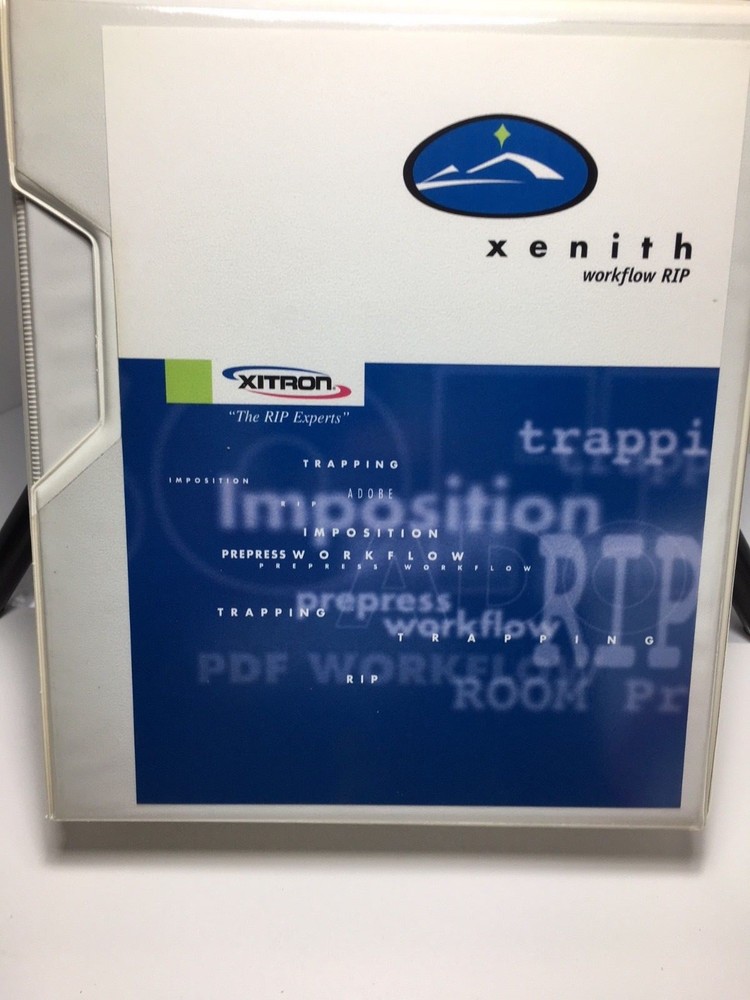 xenith
workflow RIP
XITRON®
"The RIP Experts"
trappi
TRAPPING
IMPOSITION
ADOBE
Imposition
RIP
IMPOSITION
PREPRESS WORKFLOW
PREPRESS WORKFLOW
RIP
prepress
TRAPPING
workflow
TRAPPING
PDF WORKFLOW
RIP
ROOM Pr